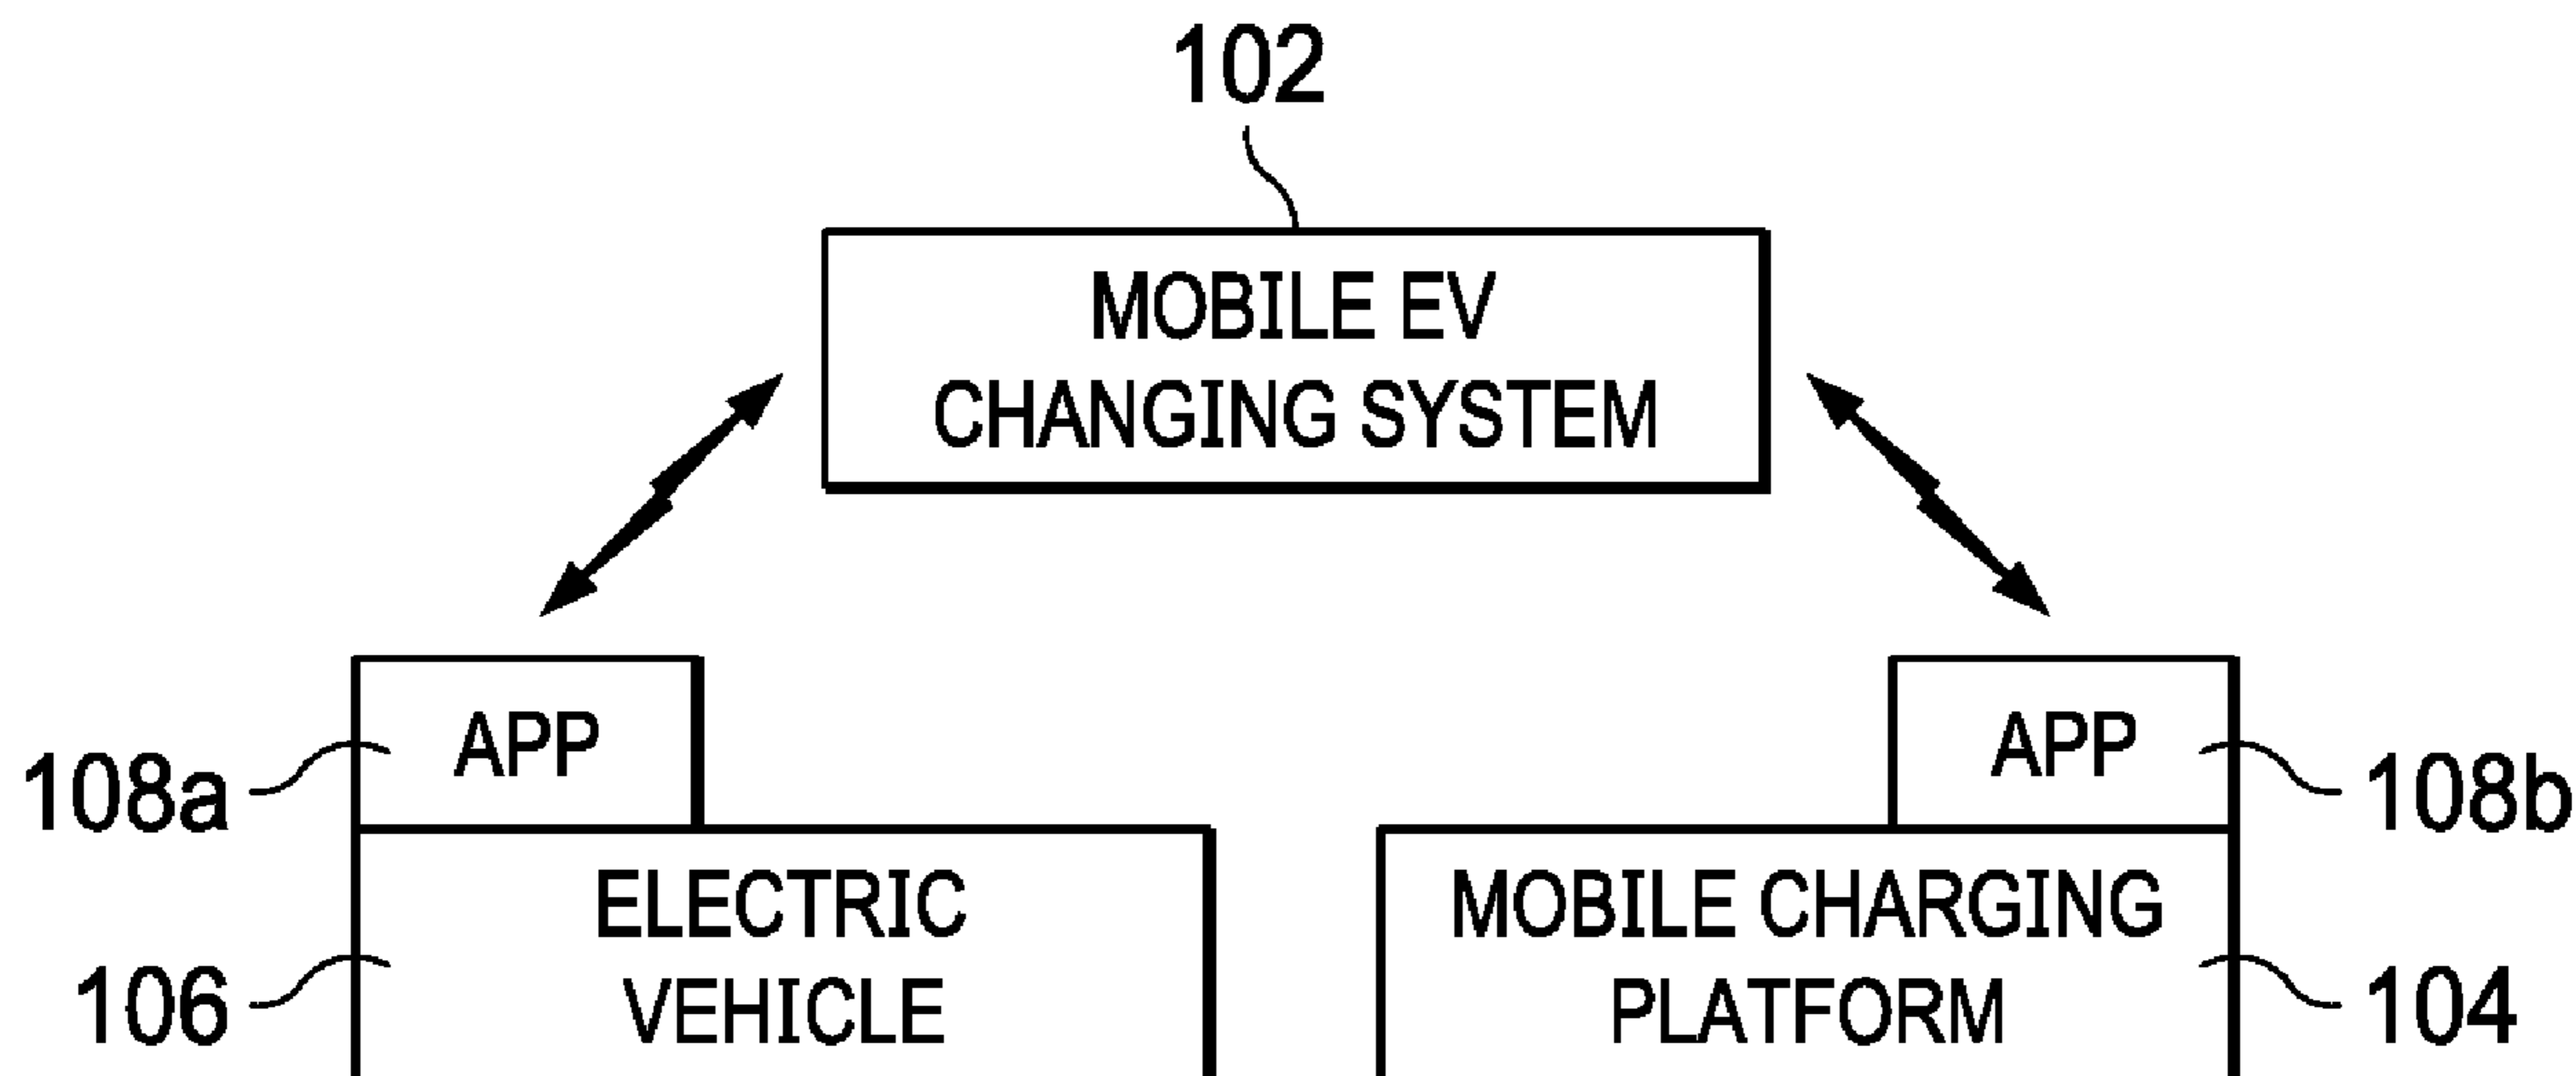 102
MOBILE EV
CHANGING SYSTEM
APP
APP
108a
108b
ELECTRIC
VEHICLE
MOBILE CHARGING
PLATFORM
106
104